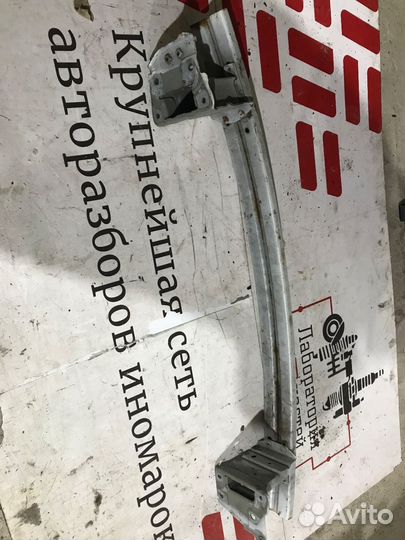 Крупнейшая сеть
авторазборов иномарок
Лаборатория
Avito